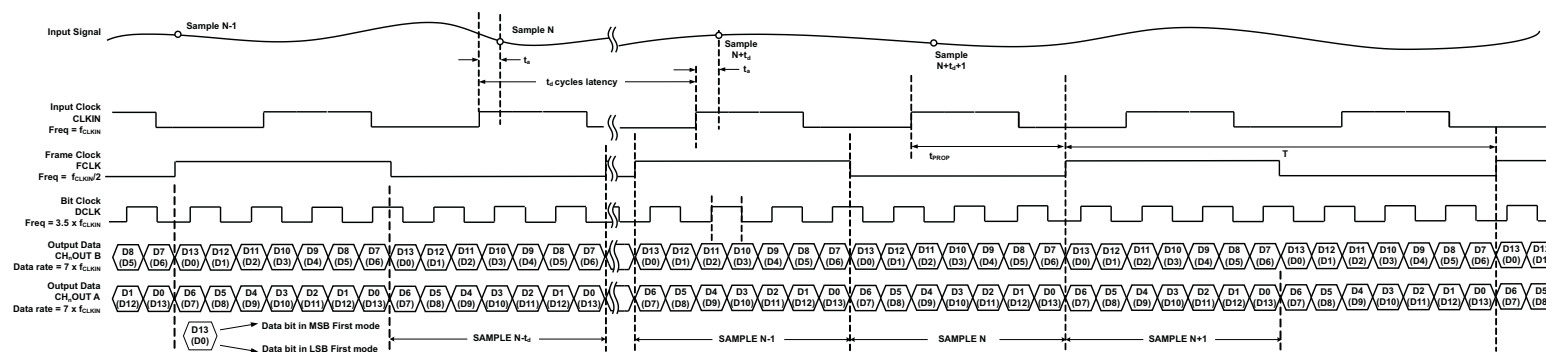 Input Signal
Sample N-1
Sample N
Sample
N+td
Sample
N+td+1
ta
ta
td cycles latency
Input Clock
CLKIN
Freq = fCLKIN
Frame Clock
FCLK
Freq = fCLKIN/2
tPROP
T
Bit Clock
DCLK
Freq = 3.5 x fCLKIN
Output Data
CHnOUT B
Data rate = 7 x fCLKIN
D8 D7 D13 D12 D11 D10 D9 D8 D7 D13 D12 D11 D10 D9 D8 D7 D13 D12 D11 D10 D9 D8 D7 D13 D12 D11 D10 D9 D8 D7 D13 D12 D11 D10 D9 D8 D7 D13 D12 D11 D10 D9 D8 D7 D13
(D5) (D6) (D0) (D1) (D2) (D3) (D4) (D5) (D6) (D0) (D1) (D2) (D3) (D4) (D5) (D6) (D0) (D1) (D2) (D3) (D4) (D5) (D6) (D0) (D1) (D2) (D3) (D4) (D5) (D6) (D0) (D1) (D2) (D3) (D4) (D5) (D6) (D0) (D1) (D2) (D3) (D4) (D5) (D6) (D0)
Output Data
CHnOUT A
Data rate = 7 x fCLKIN
D1 D0 D6 D5 D4 D3 D2 D1 D0 D6 D5 D4 D3 D2 D1 D0 D6 D5 D4 D3 D2 D1 D0 D6 D5 D4 D3 D2 D1 D0 D6 D5 D4 D3 D2 D1 D0 D6 D5 D4 D3 D2 D1 D0 D6 D5
(D12) (D13) (D7) (D8) (D9) (D10) (D11) (D12) (D13) (D7) (D8) (D9) (D10) (D11) (D12) (D13) (D7) (D8) (D9) (D10) (D11) (D12) (D13) (D7) (D8) (D9) (D10) (D11) (D12) (D13) (D7) (D8) (D9) (D10) (D11) (D12) (D13) (D7) (D8) (D9) (D10) (D11) (D12) (D13) (D7)
D13
(D0)
Data bit in MSB First mode
Data bit in LSB First mode
SAMPLE N-td
SAMPLE N-1
SAMPLE N
SAMPLE N+1